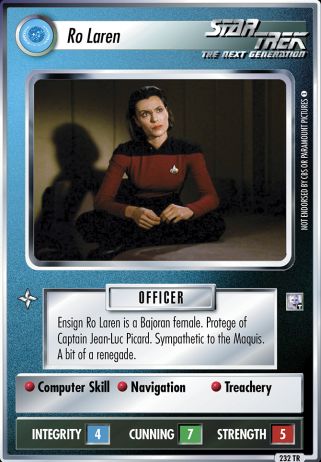 Ro Laren
STAR TREK
THE NEXT GENERATION
NOT ENDORSED BY CBS OR PARAMOUNT PICTURES
OFFICER
Ensign Ro Laren is a Bajoran female. Protege of
Captain Jean-Luc Picard. Sympathetic to the Maquis.
A bit of a renegade.
Computer Skill Navigation Treachery
INTEGRITY 4 CUNNING 7 STRENGTH 5
232 TR